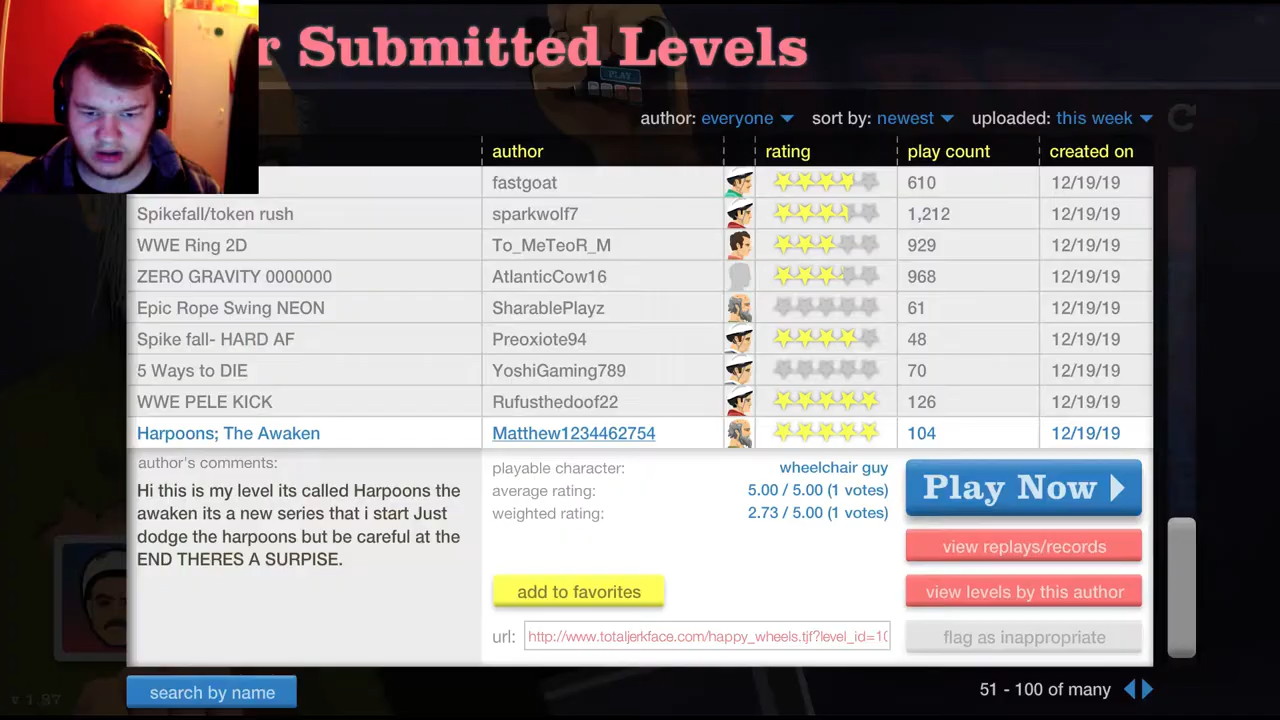 r Submitted Levels
PLAY
author: everyone sort by: newest uploaded: this week
author rating play count created on
fastgoat 610 12/19/19
Spikefall/token rush sparkwolf7 1,212 12/19/19
WWE Ring 2D To_MeTeoR_M 929 12/19/19
ZERO GRAVITY 0000000 AtlanticCow16 968 12/19/19
Epic Rope Swing NEON SharablePlayz 61 12/19/19
Spike fall- HARD AF Preoxiote94 48 12/19/19
5 Ways to DIE YoshiGaming789 70 12/19/19
WWE PELE KICK Rufusthedoof22 126 12/19/19
Harpoons; The Awaken Matthew1234462754 104 12/19/19
author's comments:
Hi this is my level its called Harpoons the
awaken its a new series that i start Just
dodge the harpoons but be careful at the
END THERES A SURPISE.
playable character: wheelchair guy
average rating: 5.00 / 5.00 (1 votes)
weighted rating: 2.73 / 5.00 (1 votes)
add to favorites
url: http://www.totaljerkface.com/happy_wheels.tjf?level_id=1(
Play Now
view replays/records
view levels by this author
flag as inappropriate
search by name
51 - 100 of many
v 1.87